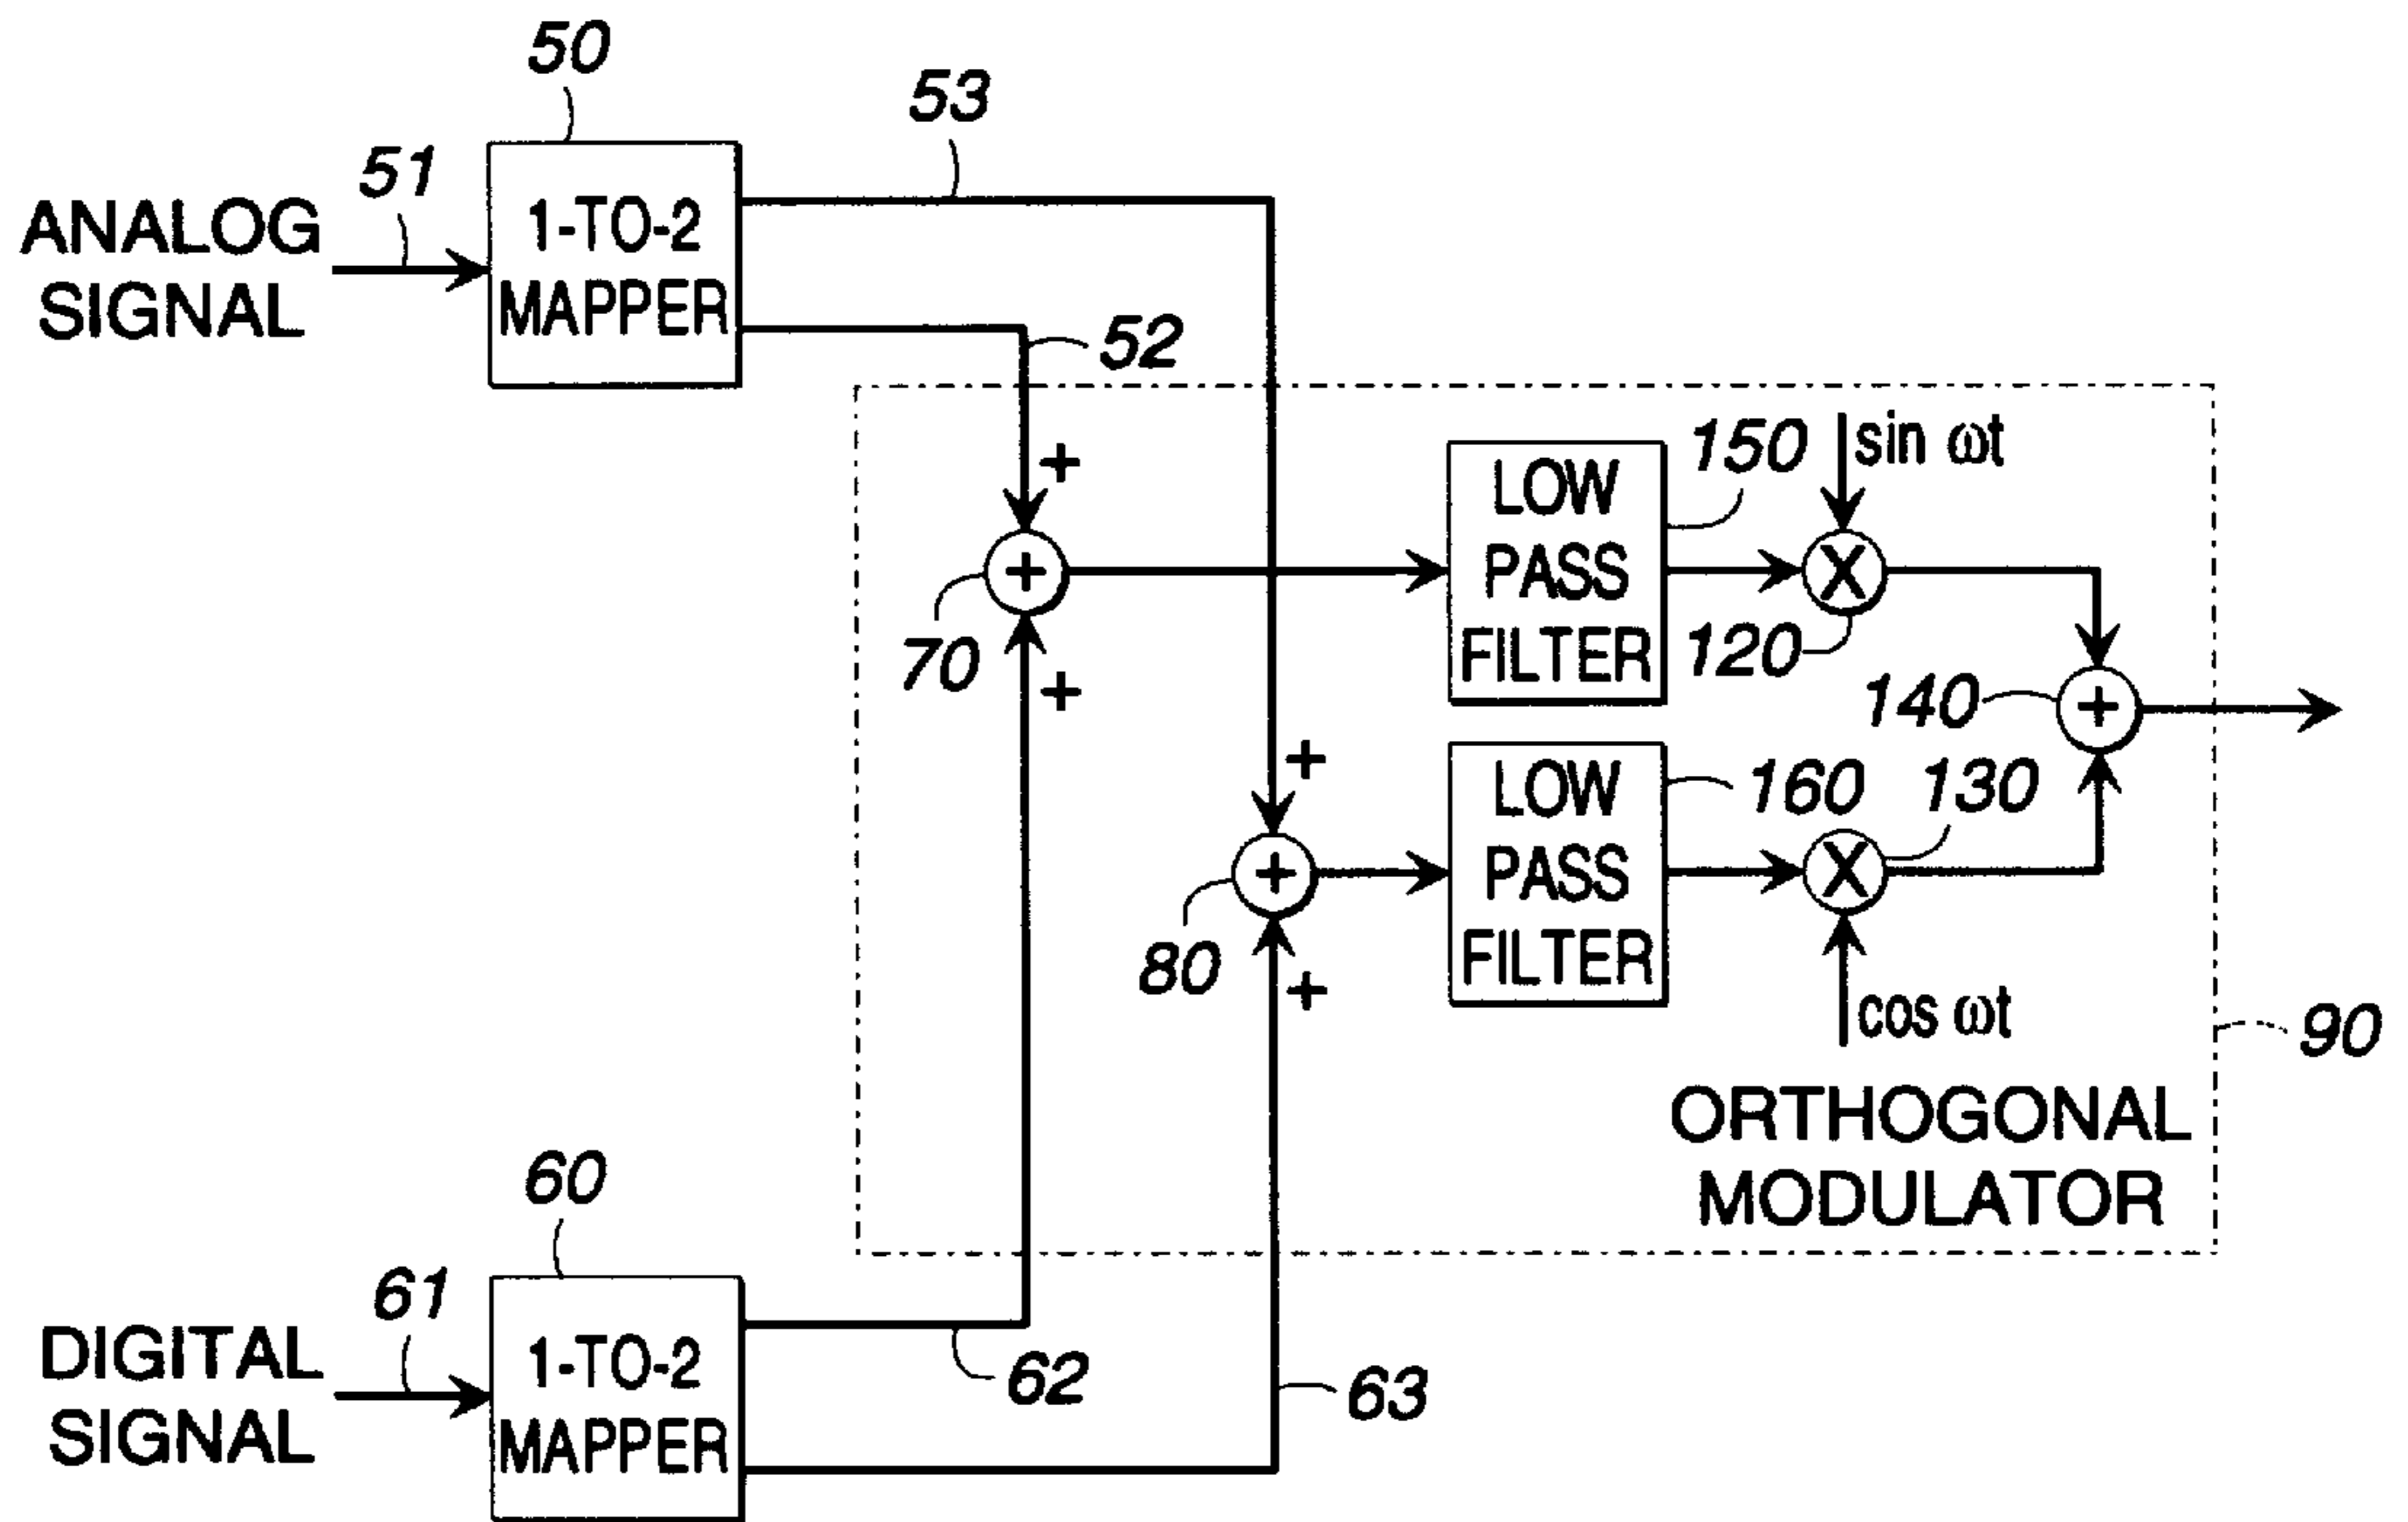 50
53
51
ANALOG
SIGNAL
1-TO-2
MAPPER
52
+
+
70
+
LOW
PASS
FILTER
150
sin ωt
X
120
140
+
+
80
+
+
LOW
PASS
FILTER
160
130
X
cos ωt
90
ORTHOGONAL
MODULATOR
60
61
DIGITAL
SIGNAL
1-TO-2
MAPPER
62
63